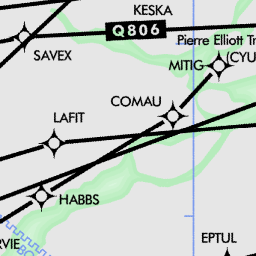 KESKA
Q806
SAVEX
Pierre Elliott Tr
MITIG
(CYU
COMAU
LAFIT
HABBS
RVIE
EPTUL